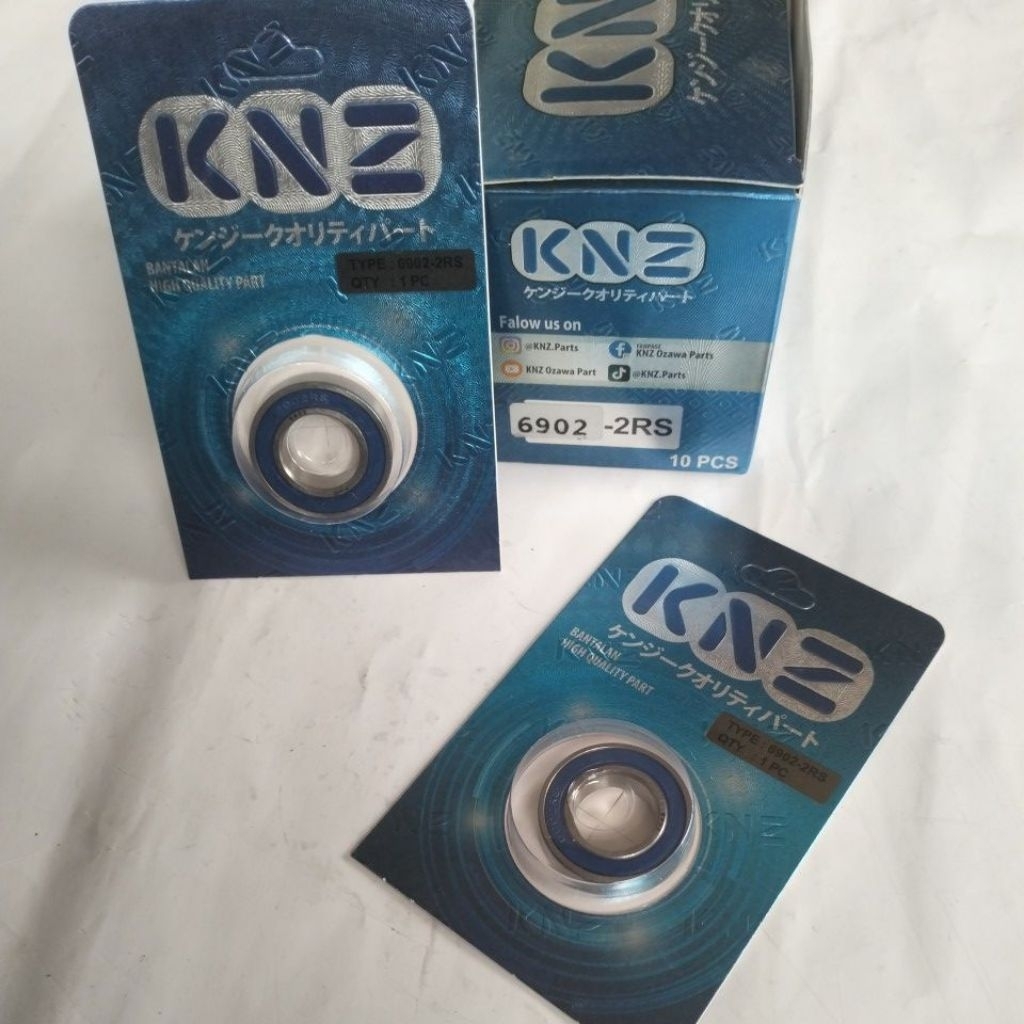 KNZ
ケンジークオリティパート
BANTALAN
HIGH QUALITY PART
TYPE : 6902-2RS
QTY : 1 PC
KNZ
KNZ
ケンジークオリティパート
Falow us on
@KNZ.Parts
FANPAGE
KNZ Ozawa Parts
KNZ Ozawa Part
@KNZ.Parts
6902 -2RS
10 PCS
KNZ
ケンジークオリティパート
BANTALAN
HIGH QUALITY PART
TYPE : 6902-2RS
QTY : 1 PC